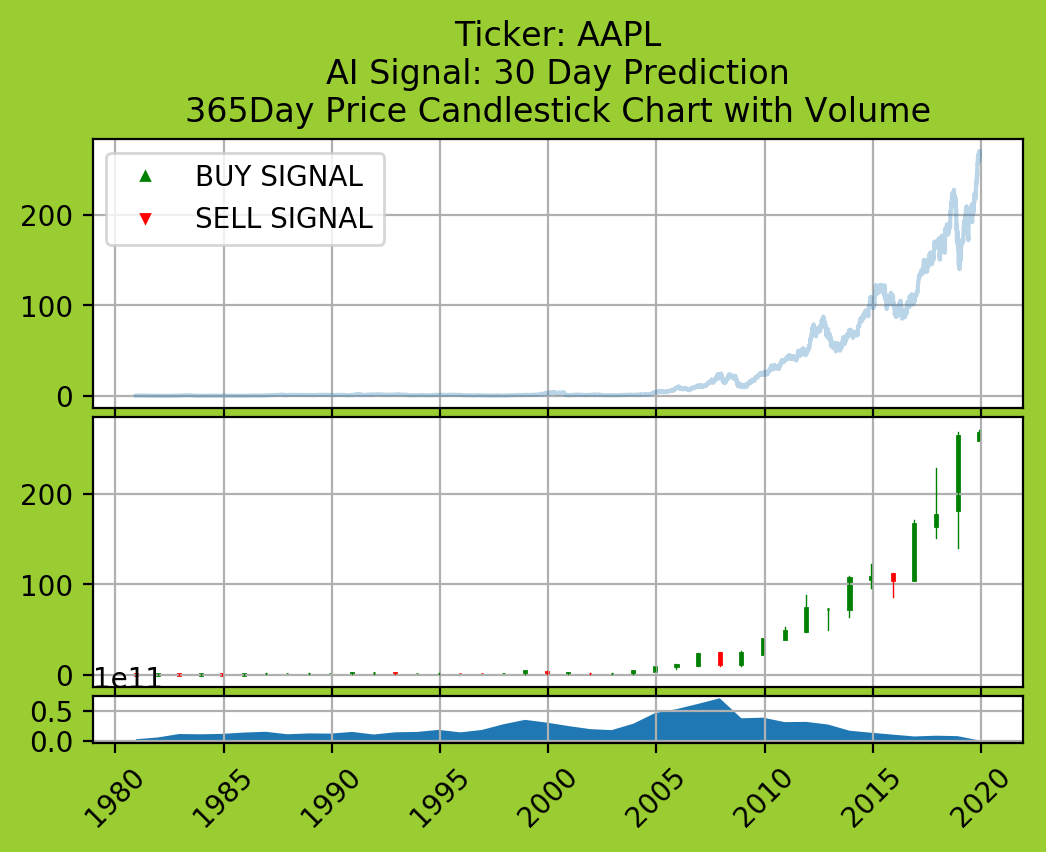 Ticker: AAPL
AI Signal: 30 Day Prediction
365Day Price Candlestick Chart with Volume
BUY SIGNAL
SELL SIGNAL
200
100
0
200
100
0
1e11
0.5
0.0
1980
1985
1990
1995
2000
2005
2010
2015
2020